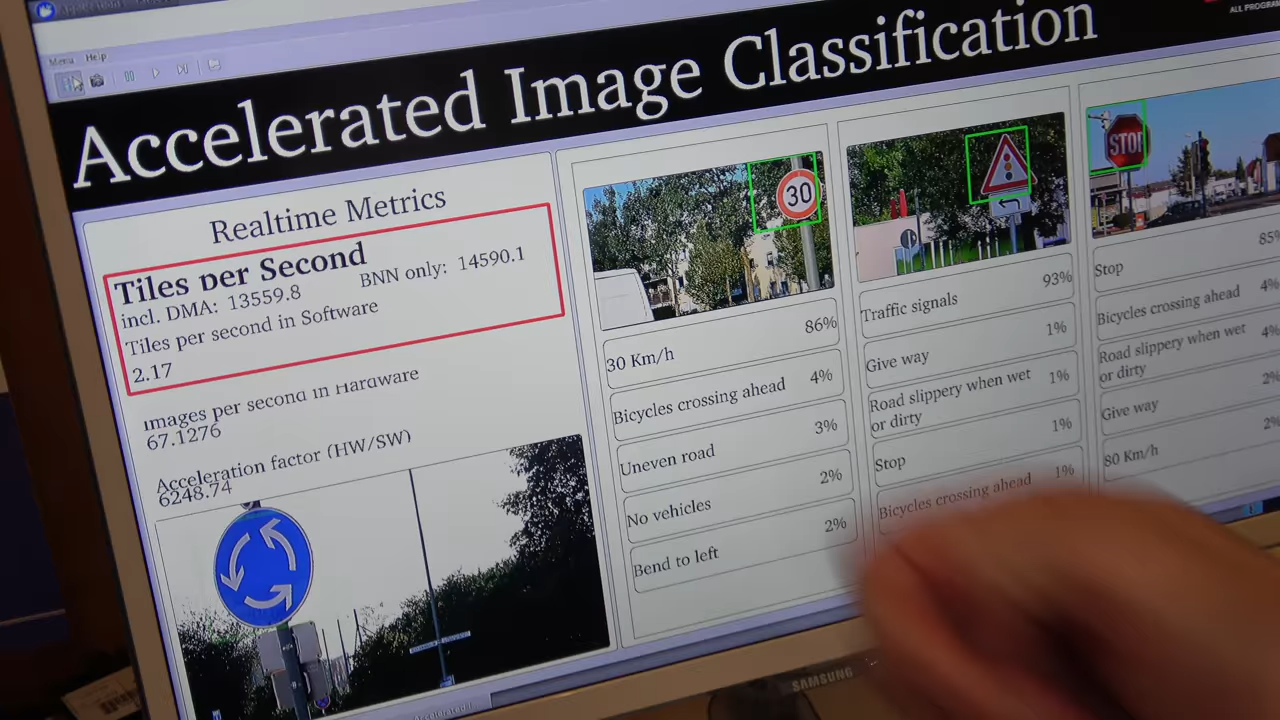 Menu Help
ALL PROGRAM
Accelerated Image Classification
Realtime Metrics
Tiles per Second
incl. DMA: 13559.8 BNN only: 14590.1
Tiles per second in Software
2.17
Images per second in Hardware
67.1276
Acceleration factor (HW/SW)
6248.74
30
30 Km/h 86%
Bicycles crossing ahead 4%
Uneven road 3%
No vehicles 2%
Bend to left 2%
Traffic signals 93%
Give way 1%
Road slippery when wet
or dirty 1%
Stop 1%
Bicycles crossing ahead 1%
STOP
Stop 85%
Bicycles crossing ahead 4%
Road slippery when wet
or dirty 4%
Give way 2%
80 Km/h 2%
SAMSUNG